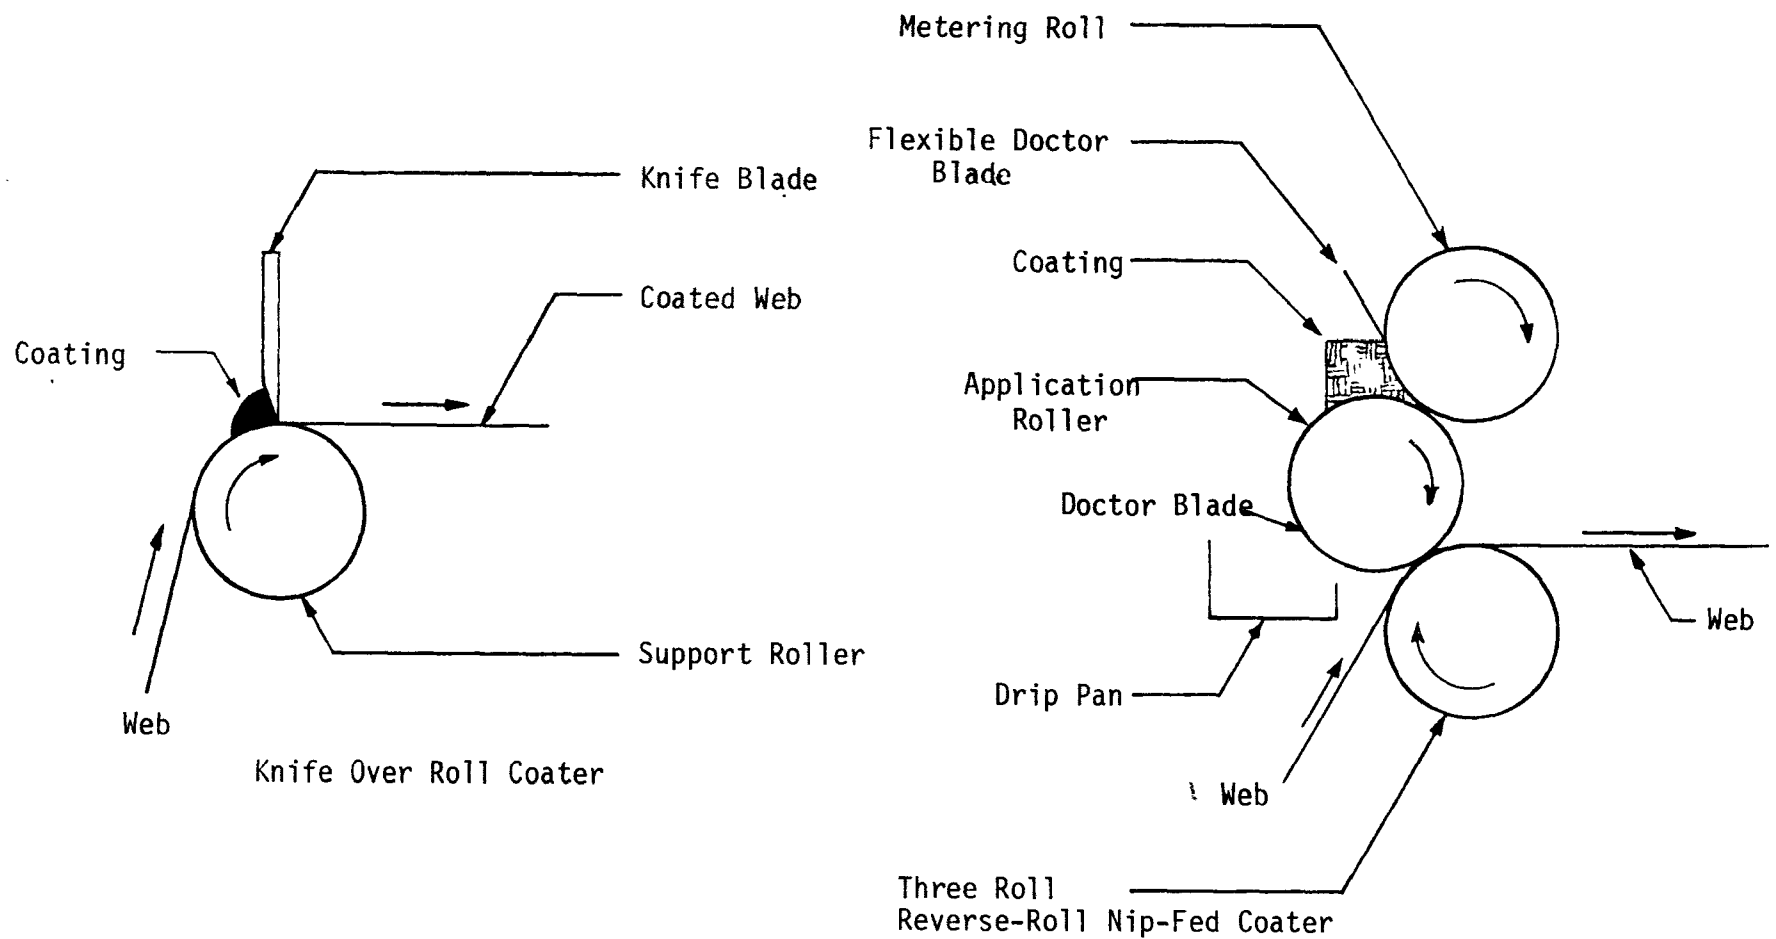 Knife Blade
Coated Web
Coating
Support Roller
Web
Knife Over Roll Coater
Metering Roll
Flexible Doctor
Blade
Coating
Application
Roller
Doctor Blade
Web
Drip Pan
Web
Three Roll
Reverse-Roll Nip-Fed Coater